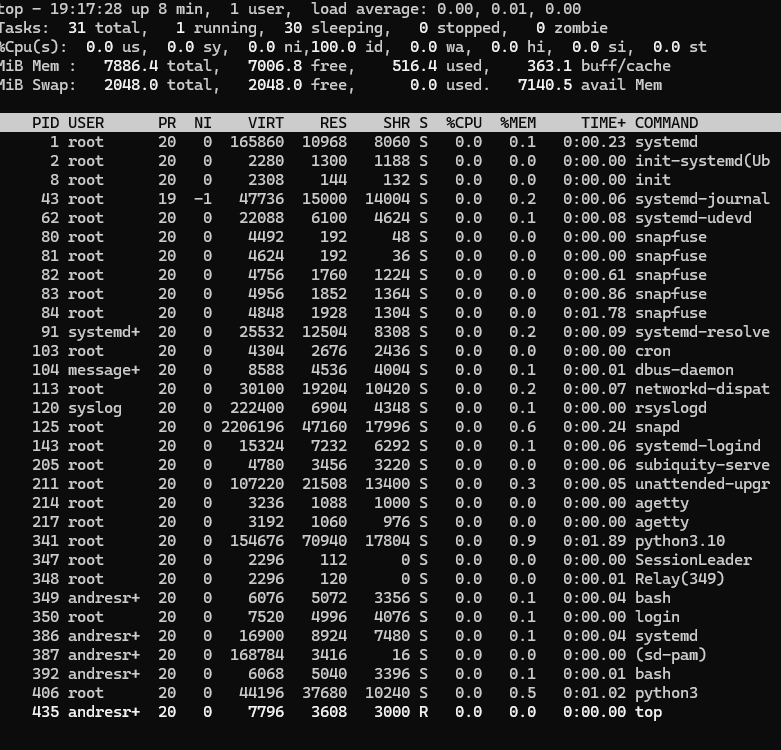 top - 19:17:28 up 8 min,  1 user,  load average: 0.00, 0.01, 0.00
Tasks:  31 total,   1 running,  30 sleeping,   0 stopped,   0 zombie
%Cpu(s):  0.0 us,  0.0 sy,  0.0 ni,100.0 id,  0.0 wa,  0.0 hi,  0.0 si,  0.0 st
MiB Mem :   7886.4 total,   7006.8 free,    516.4 used,    363.1 buff/cache
MiB Swap:   2048.0 total,   2048.0 free,      0.0 used.   7140.5 avail Mem
PID USER PR NI VIRT RES SHR S %CPU %MEM TIME+ COMMAND
1 root 20 0 165860 10968 8060 S 0.0 0.1 0:00.23 systemd
2 root 20 0 2280 1300 1188 S 0.0 0.0 0:00.00 init-systemd(Ub
8 root 20 0 2308 144 132 S 0.0 0.0 0:00.00 init
43 root 19 -1 47736 15000 14004 S 0.0 0.2 0:00.06 systemd-journal
62 root 20 0 22088 6100 4624 S 0.0 0.1 0:00.08 systemd-udevd
80 root 20 0 4492 192 48 S 0.0 0.0 0:00.00 snapfuse
81 root 20 0 4624 192 36 S 0.0 0.0 0:00.00 snapfuse
82 root 20 0 4756 1760 1224 S 0.0 0.0 0:00.61 snapfuse
83 root 20 0 4956 1852 1364 S 0.0 0.0 0:00.86 snapfuse
84 root 20 0 4848 1928 1304 S 0.0 0.0 0:01.78 snapfuse
91 systemd+ 20 0 25532 12504 8308 S 0.0 0.2 0:00.09 systemd-resolve
103 root 20 0 4304 2676 2436 S 0.0 0.0 0:00.00 cron
104 message+ 20 0 8588 4536 4004 S 0.0 0.1 0:00.01 dbus-daemon
113 root 20 0 30100 19204 10420 S 0.0 0.2 0:00.07 networkd-dispat
120 syslog 20 0 222400 6904 4348 S 0.0 0.1 0:00.00 rsyslogd
125 root 20 0 2206196 47160 17996 S 0.0 0.6 0:00.24 snapd
143 root 20 0 15324 7232 6292 S 0.0 0.1 0:00.06 systemd-logind
205 root 20 0 4780 3456 3220 S 0.0 0.0 0:00.06 subiquity-serve
211 root 20 0 107220 21508 13400 S 0.0 0.3 0:00.05 unattended-upgr
214 root 20 0 3236 1088 1000 S 0.0 0.0 0:00.00 agetty
217 root 20 0 3192 1060 976 S 0.0 0.0 0:00.00 agetty
341 root 20 0 154676 70940 17804 S 0.0 0.9 0:01.89 python3.10
347 root 20 0 2296 112 0 S 0.0 0.0 0:00.00 SessionLeader
348 root 20 0 2296 120 0 S 0.0 0.0 0:00.01 Relay(349)
349 andresr+ 20 0 6076 5072 3356 S 0.0 0.1 0:00.04 bash
350 root 20 0 7520 4996 4076 S 0.0 0.1 0:00.00 login
386 andresr+ 20 0 16900 8924 7480 S 0.0 0.1 0:00.04 systemd
387 andresr+ 20 0 168784 3416 16 S 0.0 0.0 0:00.00 (sd-pam)
392 andresr+ 20 0 6068 5040 3396 S 0.0 0.1 0:00.01 bash
406 root 20 0 44196 37680 10240 S 0.0 0.5 0:01.02 python3
435 andresr+ 20 0 7796 3608 3000 R 0.0 0.0 0:00.00 top